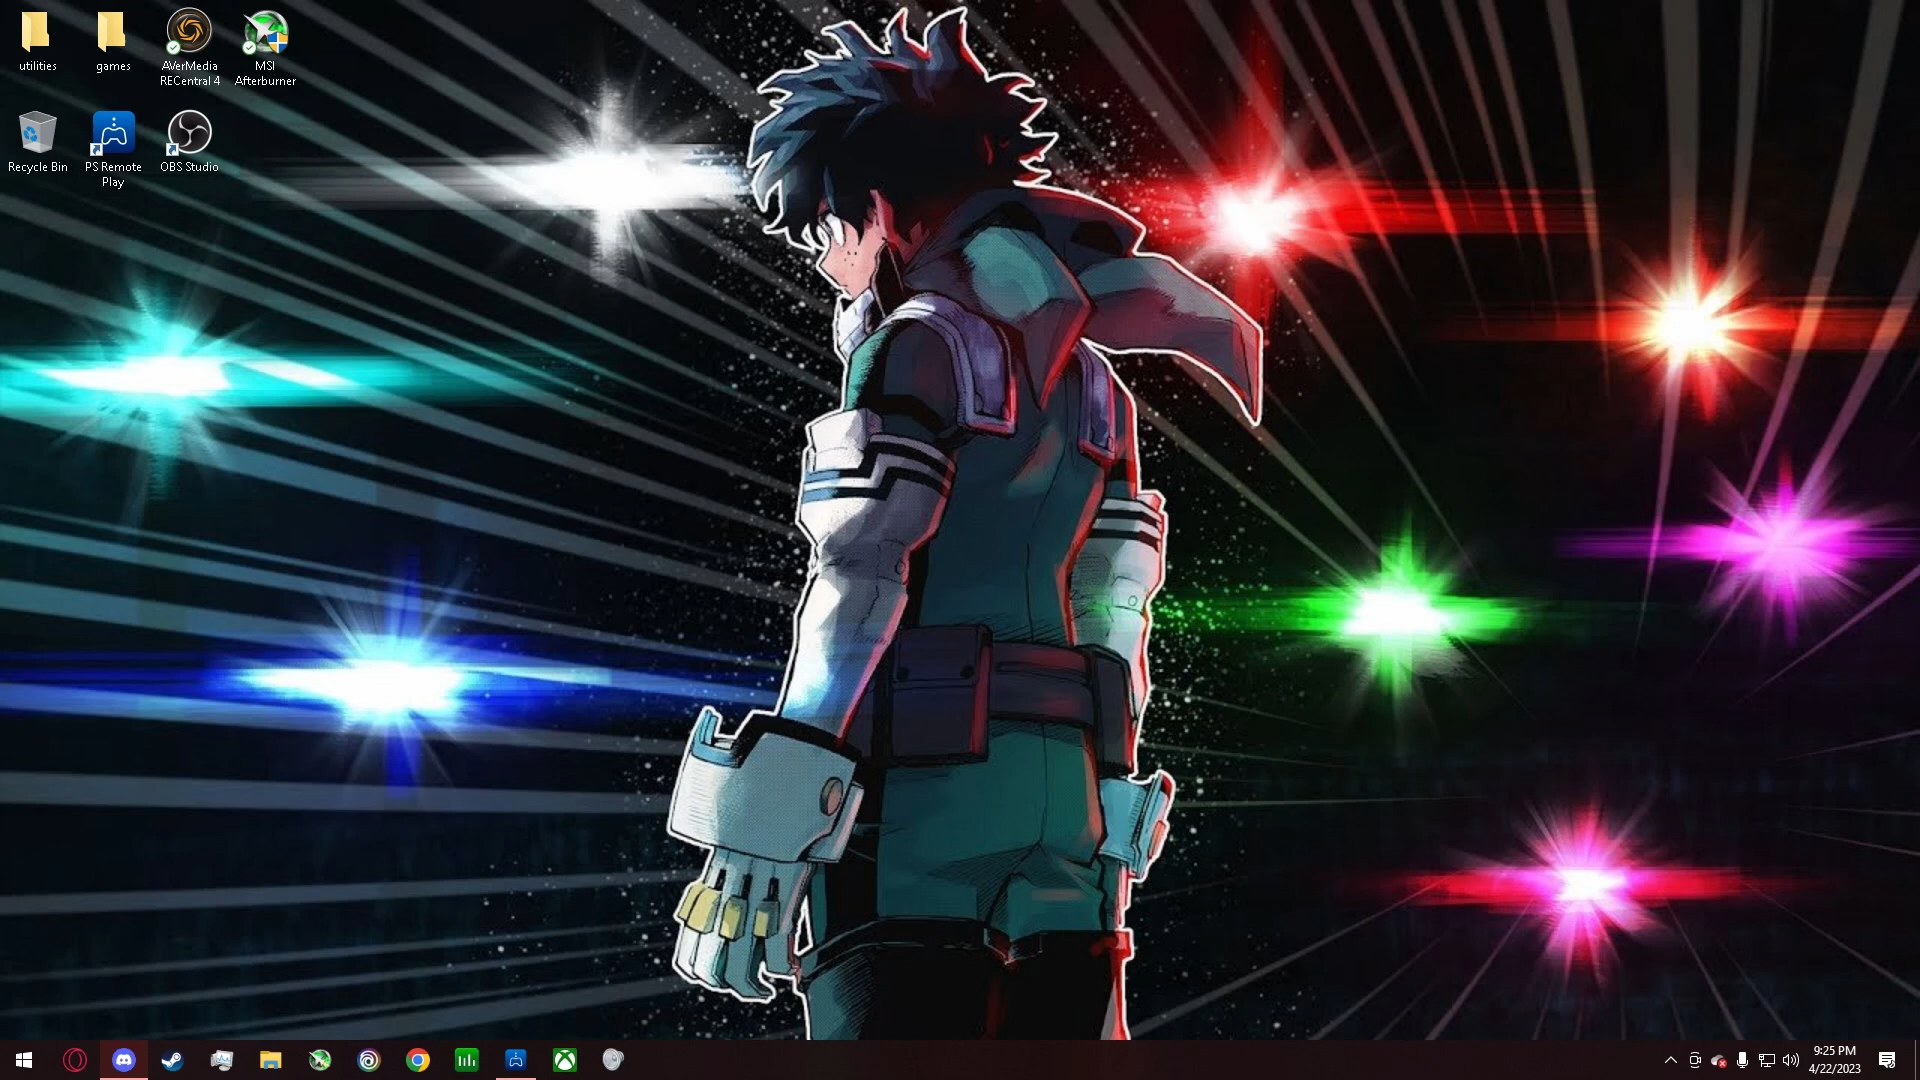 utilities
games
AVerMedia
RECentral 4
MSI
Afterburner
Recycle Bin
PS Remote
Play
OBS Studio
9:25 PM
4/22/2023